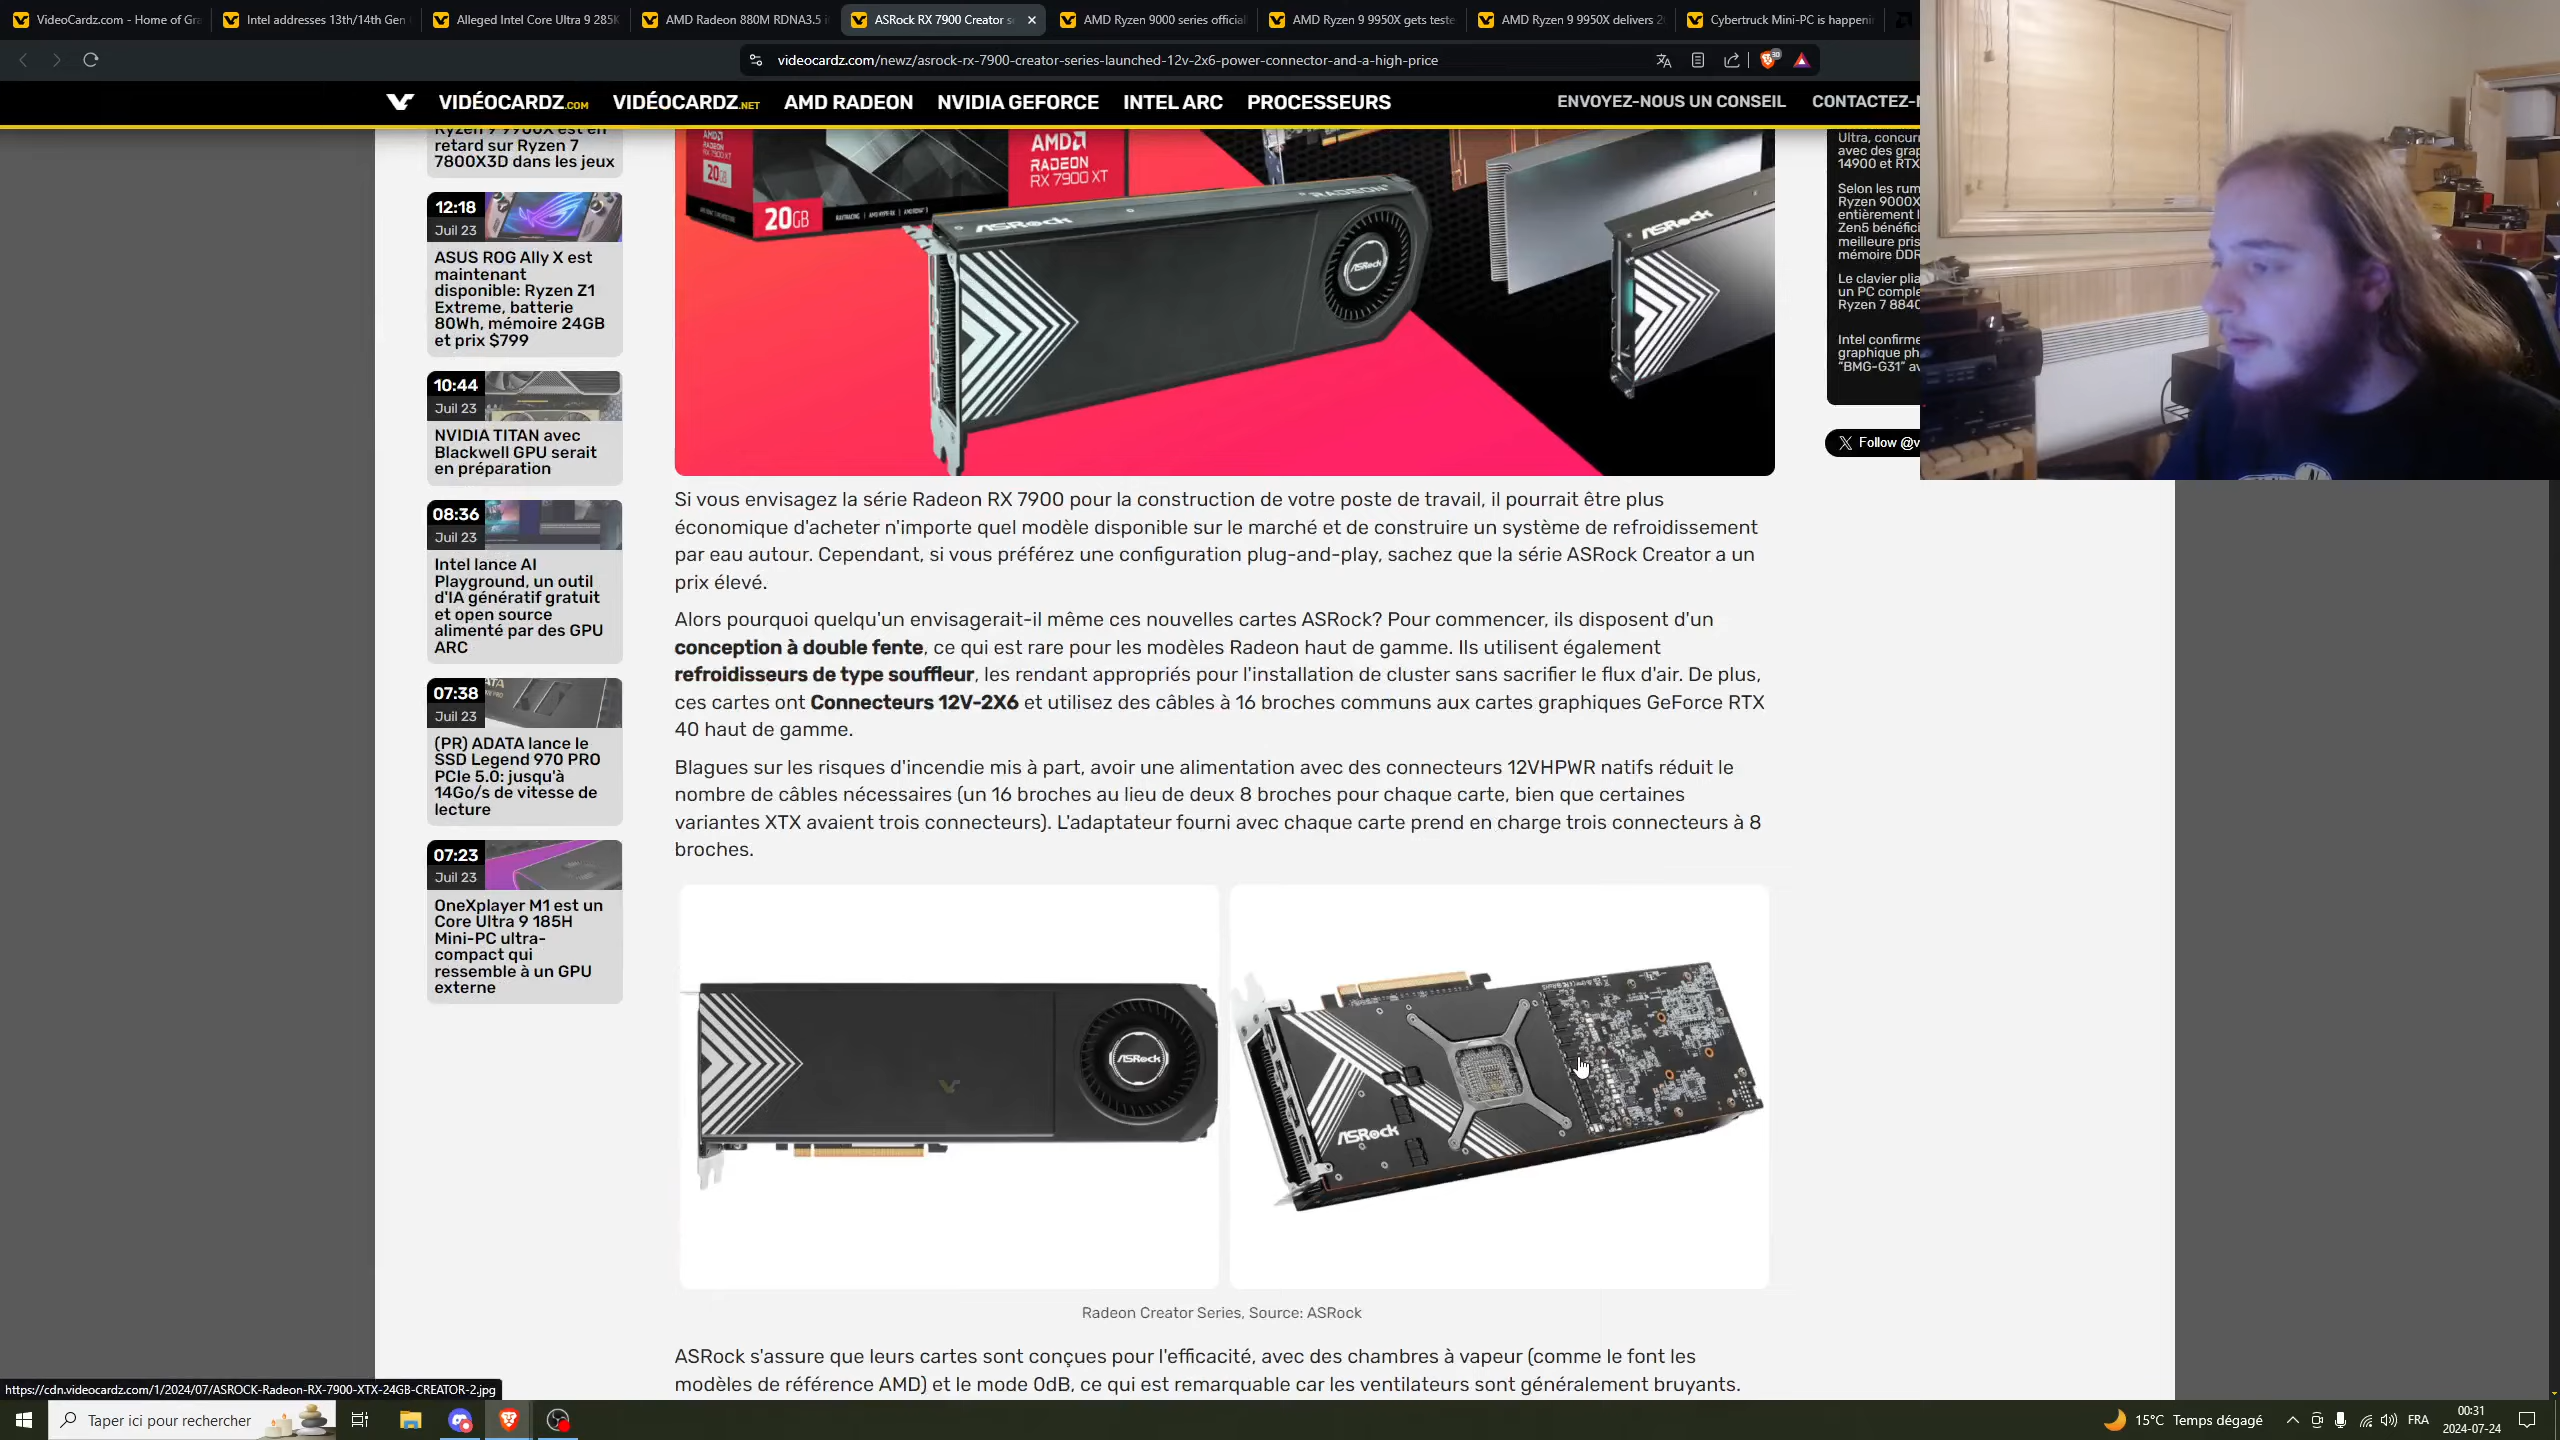 VideoCardz.com - Home of Gra
Intel addresses 13th/14th Gen
Alleged Intel Core Ultra 9 285K
AMD Radeon 880M RDNA3.5 i
ASRock RX 7900 Creator se
AMD Ryzen 9000 series official
AMD Ryzen 9 9950X gets teste
AMD Ryzen 9 9950X delivers 2
Cybertruck Mini-PC is happenin
videocardz.com/newz/asrock-rx-7900-creator-series-launched-12v-2x6-power-connector-and-a-high-price
VIDÉOCARDZ.COM
VIDÉOCARDZ.NET
AMD RADEON
NVIDIA GEFORCE
INTEL ARC
PROCESSEURS
ENVOYEZ-NOUS UN CONSEIL
CONTACTEZ-N
Ryzen 9 9900X est en
retard sur Ryzen 7
7800X3D dans les jeux
12:18
Juil 23
ASUS ROG Ally X est
maintenant
disponible: Ryzen Z1
Extreme, batterie
80Wh, mémoire 24GB
et prix $799
10:44
Juil 23
NVIDIA TITAN avec
Blackwell GPU serait
en préparation
08:36
Juil 23
Intel lance AI
Playground, un outil
d'IA génératif gratuit
et open source
alimenté par des GPU
ARC
07:38
Juil 23
(PR) ADATA lance le
SSD Legend 970 PRO
PCIe 5.0: jusqu'à
14Go/s de vitesse de
lecture
07:23
Juil 23
OneXplayer M1 est un
Core Ultra 9 185H
Mini-PC ultra-
compact qui
ressemble à un GPU
externe
AMD
RADEON
RX 7900 XT
20GB
20GB
ASRock
RADEON
ASRock
ASRock
Si vous envisagez la série Radeon RX 7900 pour la construction de votre poste de travail, il pourrait être plus
économique d'acheter n'importe quel modèle disponible sur le marché et de construire un système de refroidissement
par eau autour. Cependant, si vous préférez une configuration plug-and-play, sachez que la série ASRock Creator a un
prix élevé.
Alors pourquoi quelqu'un envisagerait-il même ces nouvelles cartes ASRock? Pour commencer, ils disposent d'un
conception à double fente, ce qui est rare pour les modèles Radeon haut de gamme. Ils utilisent également
refroidisseurs de type souffleur, les rendant appropriés pour l'installation de cluster sans sacrifier le flux d'air. De plus,
ces cartes ont Connecteurs 12V-2X6 et utilisez des câbles à 16 broches communs aux cartes graphiques GeForce RTX
40 haut de gamme.
Blagues sur les risques d'incendie mis à part, avoir une alimentation avec des connecteurs 12VHPWR natifs réduit le
nombre de câbles nécessaires (un 16 broches au lieu de deux 8 broches pour chaque carte, bien que certaines
variantes XTX avaient trois connecteurs). L'adaptateur fourni avec chaque carte prend en charge trois connecteurs à 8
broches.
ASRock
ASRock
Radeon Creator Series, Source: ASRock
ASRock s'assure que leurs cartes sont conçues pour l'efficacité, avec des chambres à vapeur (comme le font les
modèles de référence AMD) et le mode 0dB, ce qui est remarquable car les ventilateurs sont généralement bruyants.
Ultra, concur
avec des grap
14900 et RTX
Selon les rum
Ryzen 9000X
entièrement l
Zen5 bénéfici
meilleure pris
mémoire DDR
Le clavier plia
un PC comple
Ryzen 7 8840
Intel confirme
graphique ph
"BMG-G31" av
Follow @v
https://cdn.videocardz.com/1/2024/07/ASROCK-Radeon-RX-7900-XTX-24GB-CREATOR-2.jpg
Taper ici pour rechercher
15°C Temps dégagé
FRA
00:31
2024-07-24